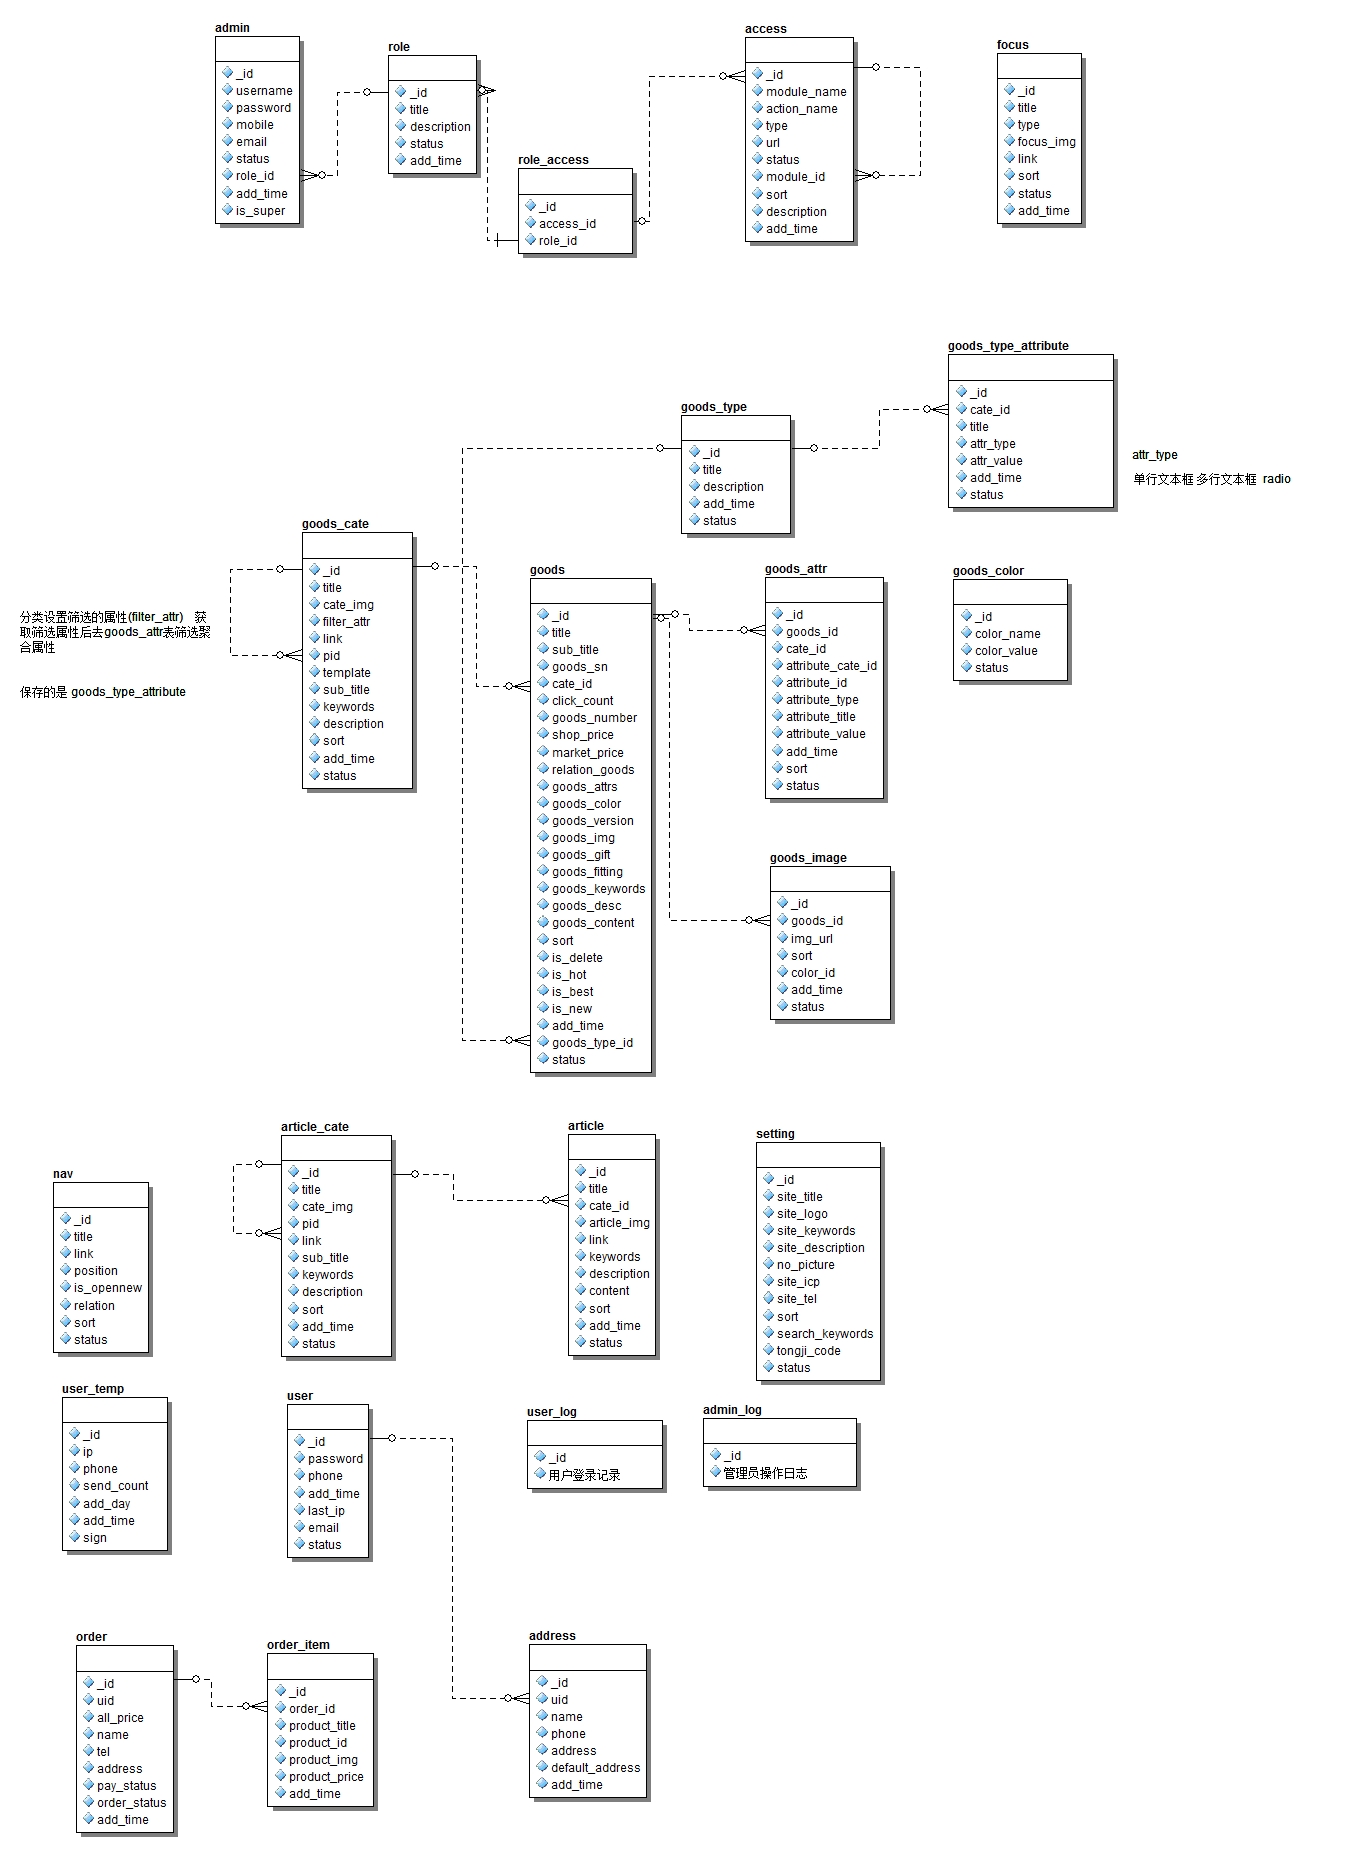 admin
_id
username
password
mobile
email
status
role_id
add_time
is_super
role
_id
title
description
status
add_time
role_access
_id
access_id
role_id
access
_id
module_name
action_name
type
url
status
module_id
sort
description
add_time
focus
_id
title
type
focus_img
link
sort
status
add_time
goods_type_attribute
_id
cate_id
title
attr_type
attr_value
add_time
status
attr_type
单行文本框 多行文本框 radio
goods_type
_id
title
description
add_time
status
分类设置筛选的属性(filter_attr) 获
取筛选属性后去goods_attr表筛选聚
合属性
保存的是 goods_type_attribute
goods_cate
_id
title
cate_img
filter_attr
link
pid
template
sub_title
keywords
description
sort
add_time
status
goods
_id
title
sub_title
goods_sn
cate_id
click_count
goods_number
shop_price
market_price
relation_goods
goods_attrs
goods_color
goods_version
goods_img
goods_gift
goods_fitting
goods_keywords
goods_desc
goods_content
sort
is_delete
is_hot
is_best
is_new
add_time
goods_type_id
status
goods_attr
_id
goods_id
cate_id
attribute_cate_id
attribute_id
attribute_type
attribute_title
attribute_value
add_time
sort
status
goods_color
_id
color_name
color_value
status
goods_image
_id
goods_id
img_url
sort
color_id
add_time
status
nav
_id
title
link
position
is_opennew
relation
sort
status
article_cate
_id
title
cate_img
pid
link
sub_title
keywords
description
sort
add_time
status
article
_id
title
cate_id
article_img
link
keywords
description
content
sort
add_time
status
setting
_id
site_title
site_logo
site_keywords
site_description
no_picture
site_icp
site_tel
sort
search_keywords
tongji_code
status
user_temp
_id
ip
phone
send_count
add_day
add_time
sign
user
_id
password
phone
add_time
last_ip
email
status
user_log
_id
用户登录记录
admin_log
_id
管理员操作日志
order
_id
uid
all_price
name
tel
address
pay_status
order_status
add_time
order_item
_id
order_id
product_title
product_id
product_img
product_price
add_time
address
_id
uid
name
phone
address
default_address
add_time